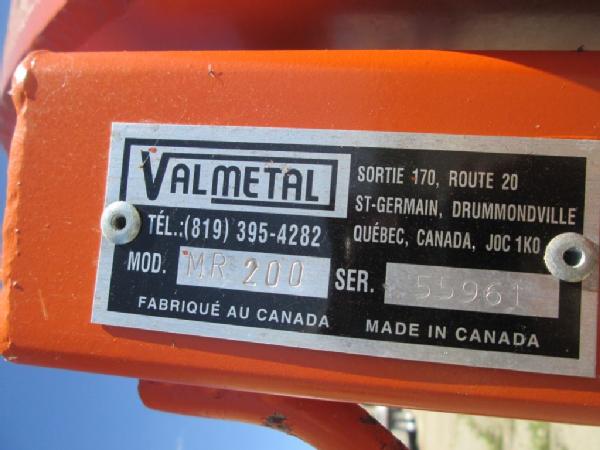 VALMETAL
SORTIE 170, ROUTE 20
ST-GERMAIN, DRUMMONDVILLE
QUÉBEC, CANADA, J0C 1K0
TÉL.:(819) 395-4282
MOD. MR 200 SER. 55961
FABRIQUÉ AU CANADA MADE IN CANADA